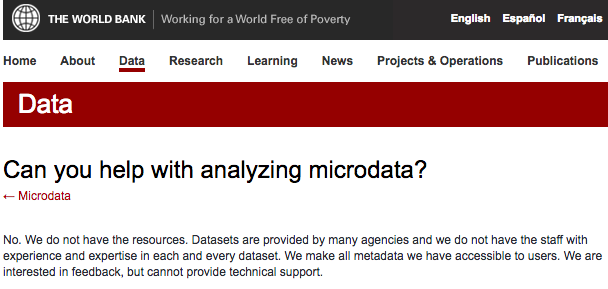 THE WORLD BANK | Working for a World Free of Poverty English Español Français
Home About Data Research Learning News Projects & Operations Publications
Data
Can you help with analyzing microdata?
← Microdata
No. We do not have the resources. Datasets are provided by many agencies and we do not have the staff with
experience and expertise in each and every dataset. We make all metadata we have accessible to users. We are
interested in feedback, but cannot provide technical support.